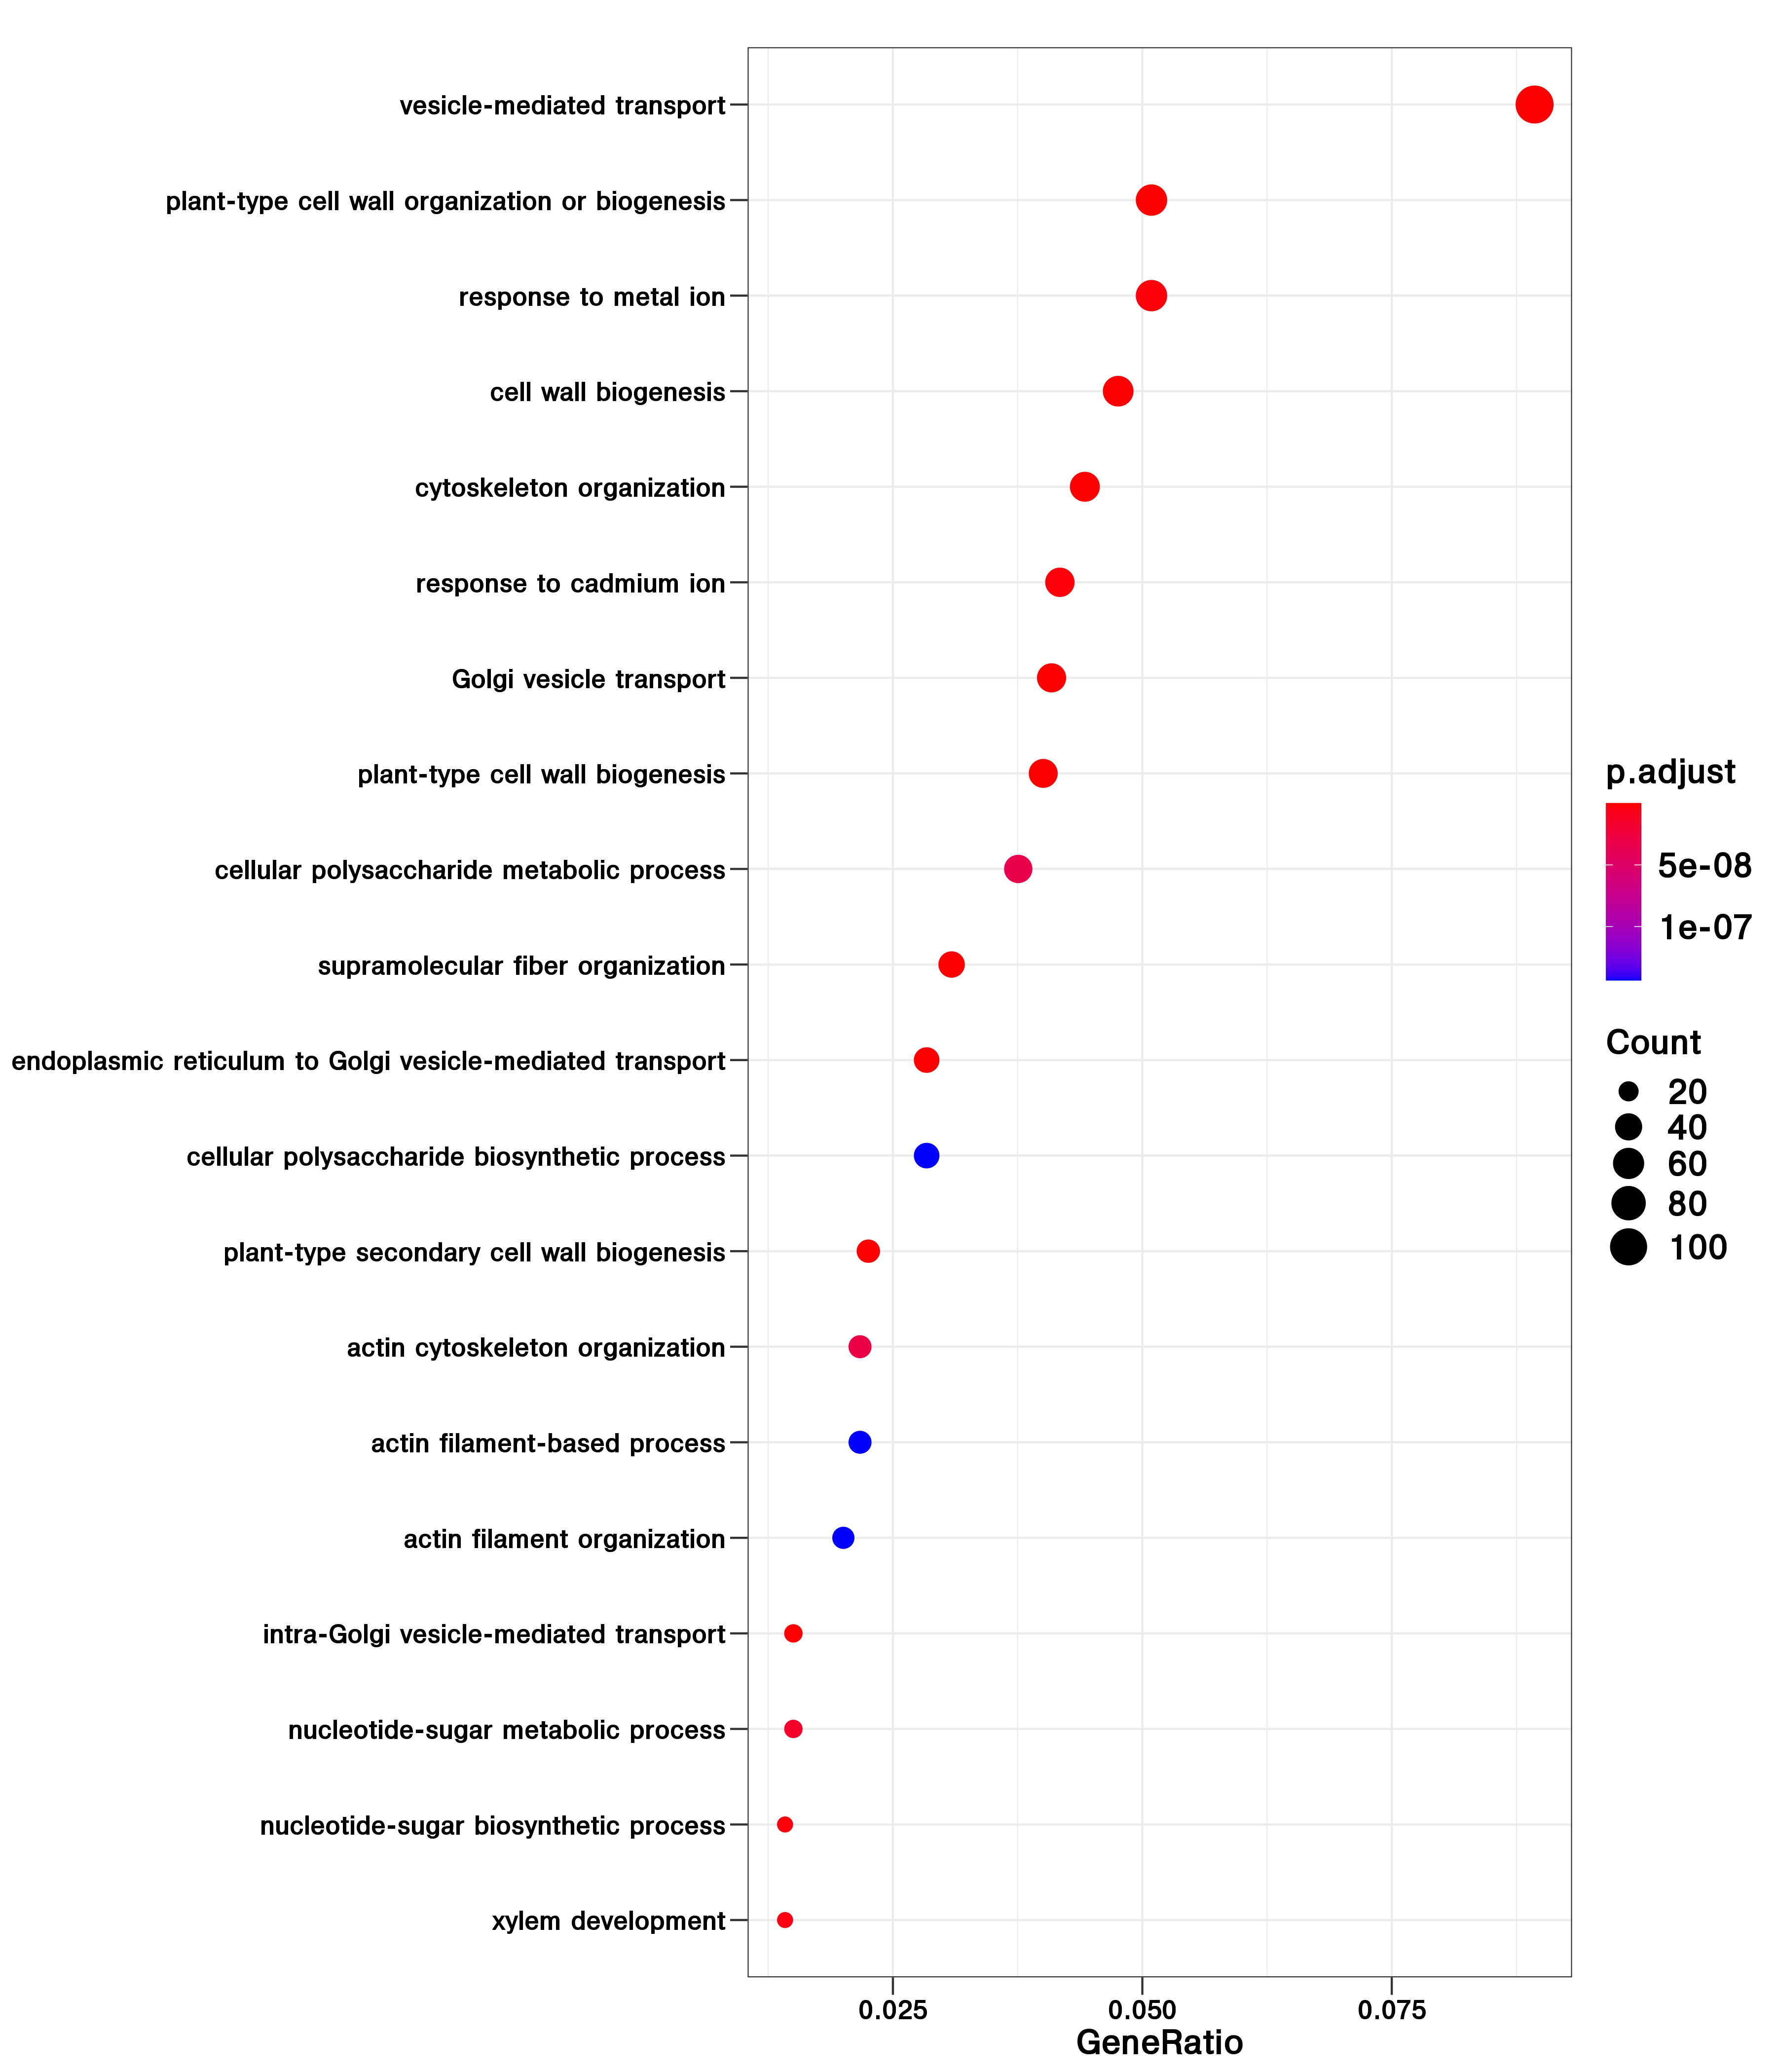 vesicle-mediated transport
plant-type cell wall organization or biogenesis
response to metal ion
cell wall biogenesis
cytoskeleton organization
response to cadmium ion
Golgi vesicle transport
plant-type cell wall biogenesis
cellular polysaccharide metabolic process
supramolecular fiber organization
endoplasmic reticulum to Golgi vesicle-mediated transport
cellular polysaccharide biosynthetic process
plant-type secondary cell wall biogenesis
actin cytoskeleton organization
actin filament-based process
actin filament organization
intra-Golgi vesicle-mediated transport
nucleotide-sugar metabolic process
nucleotide-sugar biosynthetic process
xylem development
0.025 0.050 0.075
GeneRatio
p.adjust
5e-08
1e-07
Count
20
40
60
80
100